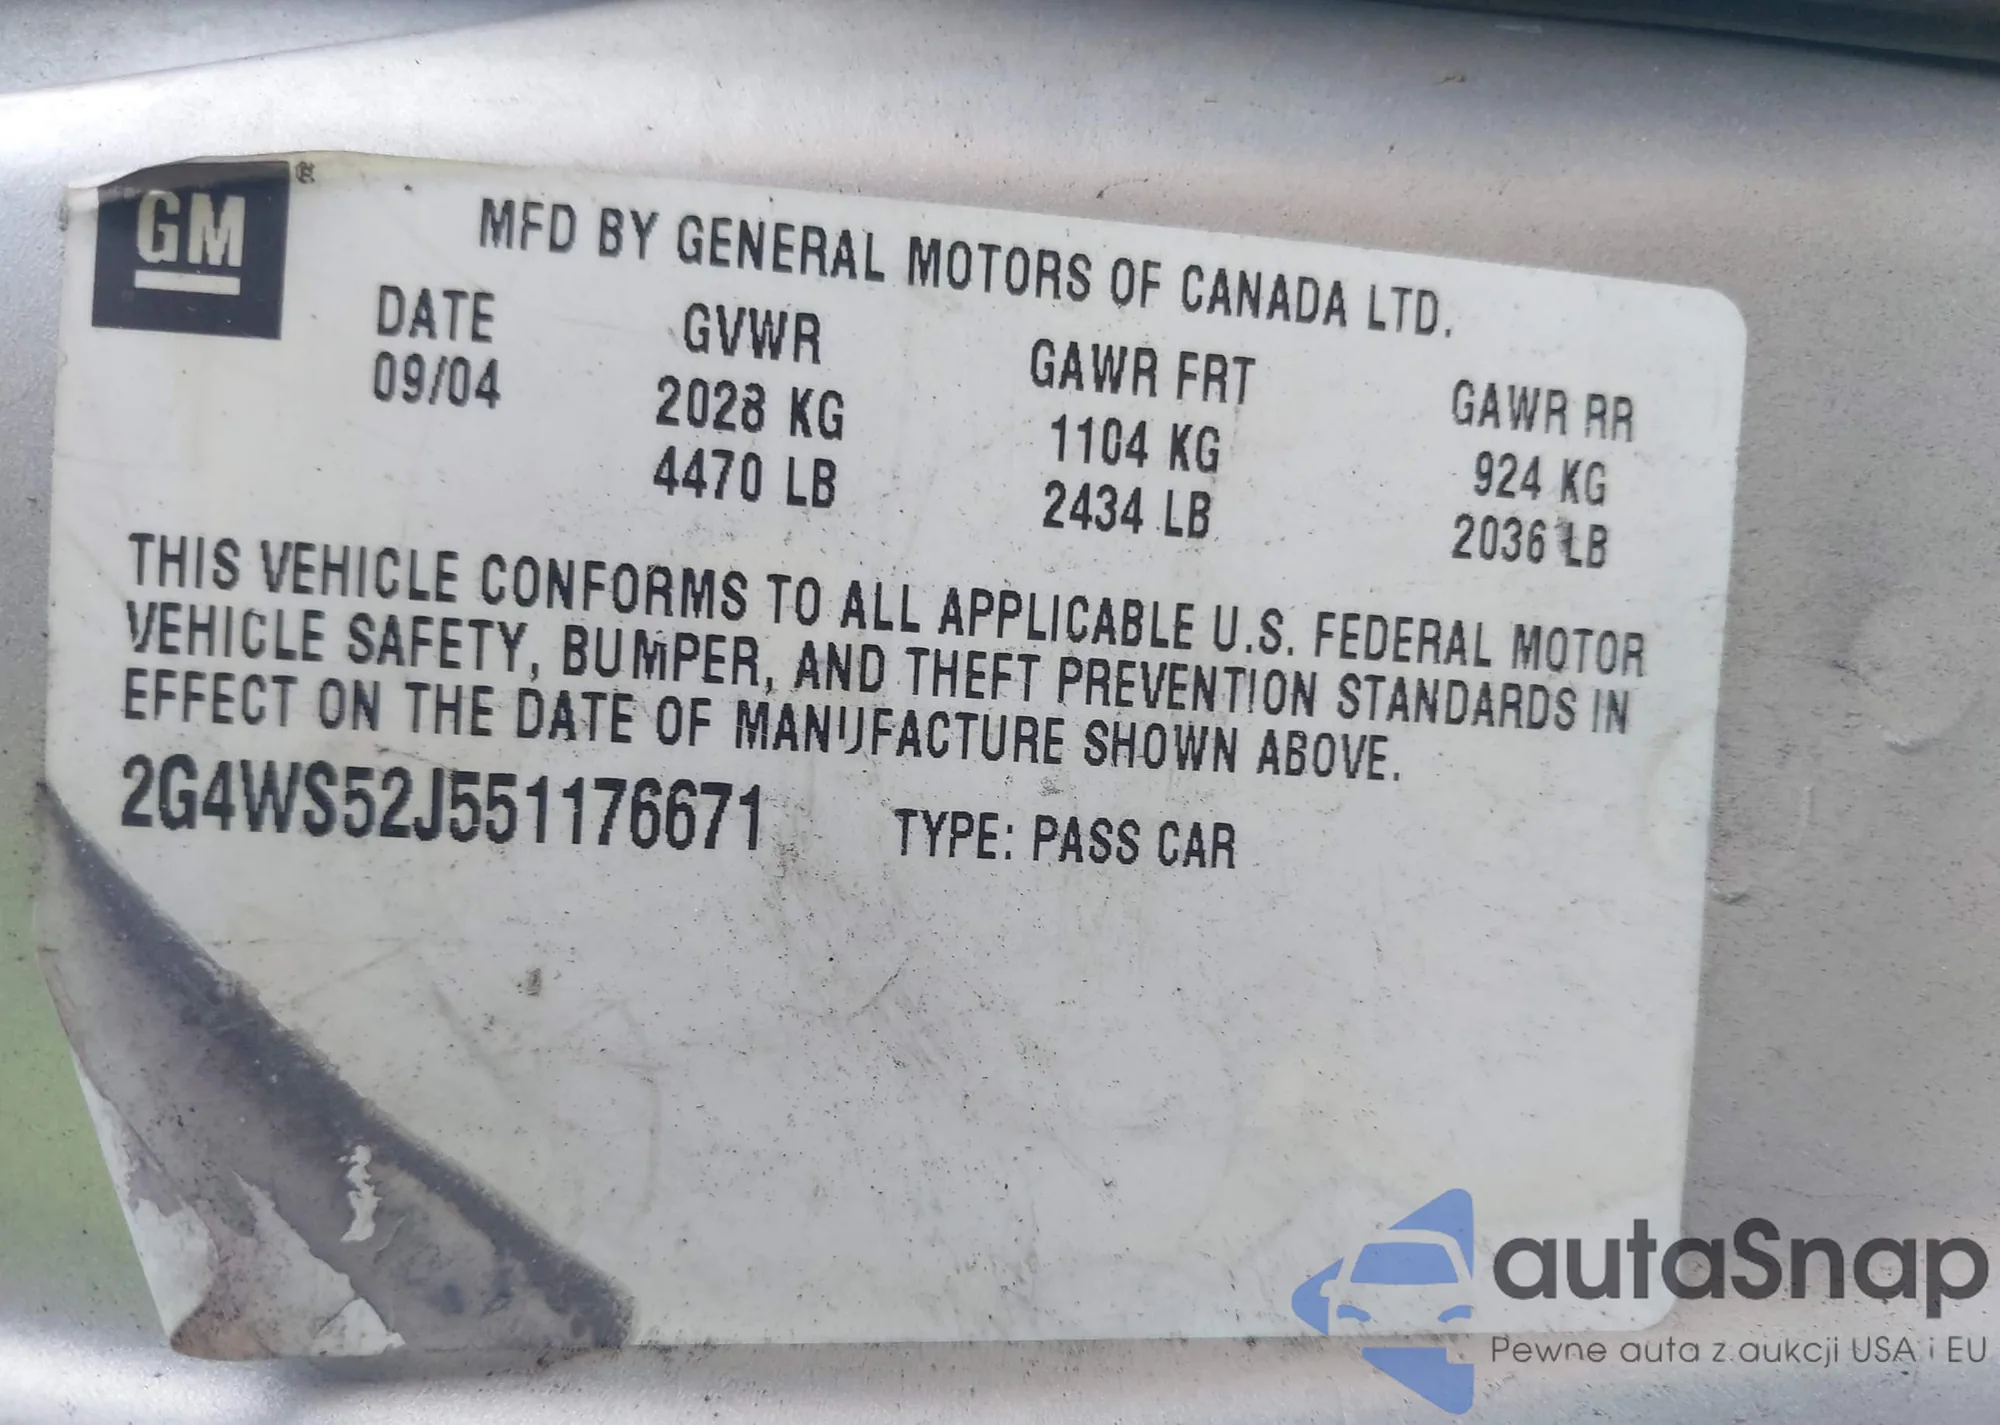 GM
MFD BY GENERAL MOTORS OF CANADA LTD.
DATE GVWR GAWR FRT GAWR RR
09/04 2028 KG 1104 KG 924 KG
4470 LB 2434 LB 2036 LB
THIS VEHICLE CONFORMS TO ALL APPLICABLE U.S. FEDERAL MOTOR
VEHICLE SAFETY, BUMPER, AND THEFT PREVENTION STANDARDS IN
EFFECT ON THE DATE OF MANUFACTURE SHOWN ABOVE.
2G4WS52J551176671 TYPE: PASS CAR
autaSnap
Pewne auta z aukcji USA i EU